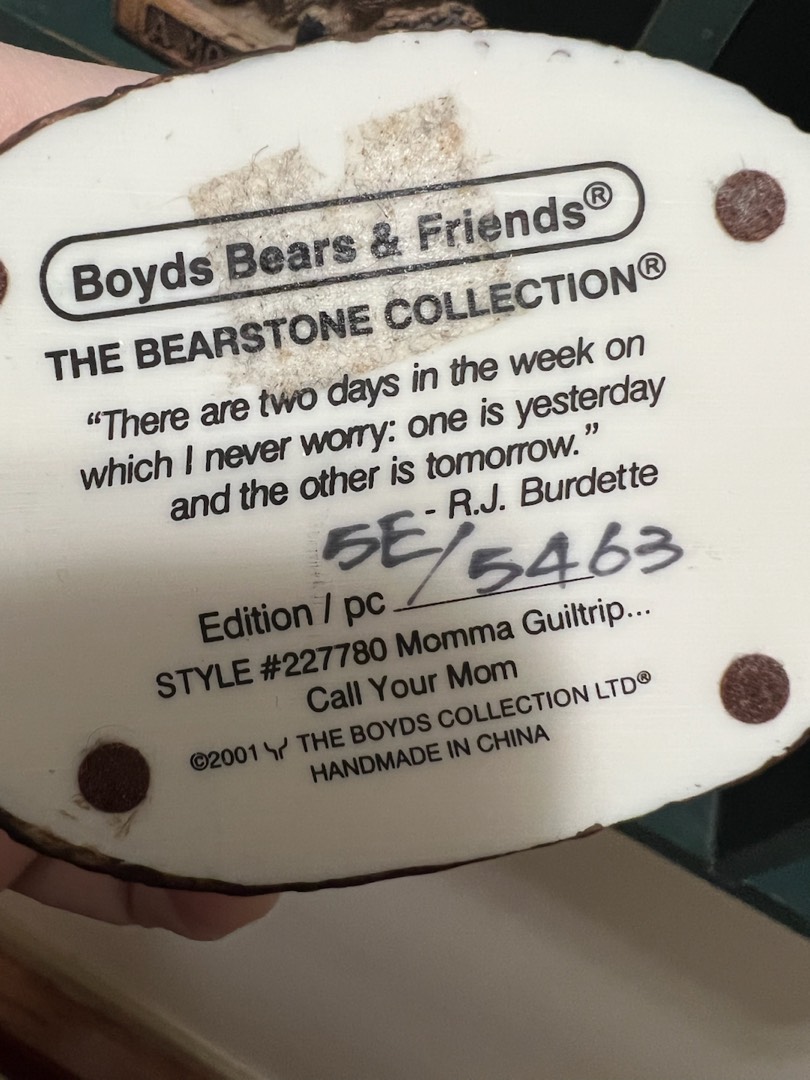 A MO
Boyds Bears & Friends®
THE BEARSTONE COLLECTION®
“There are two days in the week on
which I never worry: one is yesterday
and the other is tomorrow.”
- R.J. Burdette
Edition / pc 5E/5463
STYLE #227780 Momma Guiltrip...
Call Your Mom
©2001 THE BOYDS COLLECTION LTD®
HANDMADE IN CHINA